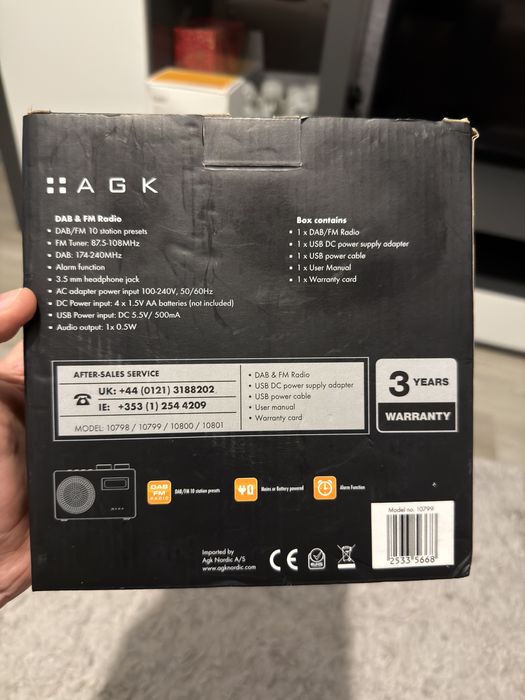 AGK
DAB & FM Radio
• DAB/FM 10 station presets
• FM Tuner: 87.5-108MHz
• DAB: 174-240MHz
• Alarm function
• 3.5 mm headphone jack
• AC adapter power input 100-240V, 50/60Hz
• DC Power input: 4 x 1.5V AA batteries (not included)
• USB Power input: DC 5.5V/ 500mA
• Audio output: 1x 0.5W
Box contains
• 1 x DAB/FM Radio
• 1 x USB DC power supply adapter
• 1 x USB power cable
• 1 x User Manual
• 1 x Warranty card
AFTER-SALES SERVICE
UK: +44 (0121) 3188202
IE: +353 (1) 254 4209
MODEL: 10798 / 10799 / 10800 / 10801
• DAB & FM Radio
• USB DC power supply adapter
• USB power cable
• User manual
• Warranty card
3 YEARS
WARRANTY
DAB
FM
RADIO
DAB/FM 10 station presets
Mains or Battery powered
Alarm Function
Imported by
Agk Nordic A/S
www.agknordic.com
CE
Model no. 10799
2533 5668